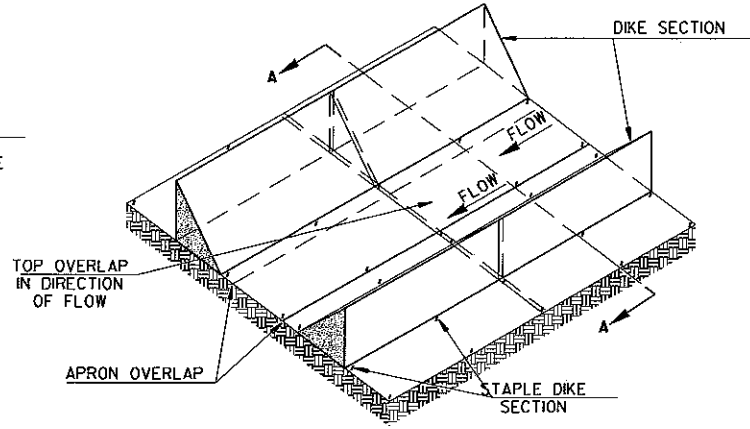 DIKE SECTION
A
E
FLOW
FLOW
TOP OVERLAP
IN DIRECTION
OF FLOW
A
APRON OVERLAP
STAPLE DIKE
SECTION